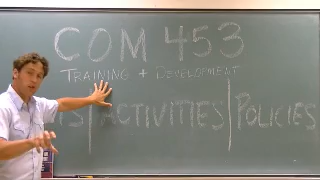 COM 453
TRAINING + DEVELOPMENT
ACTIVITIES | POLICIES